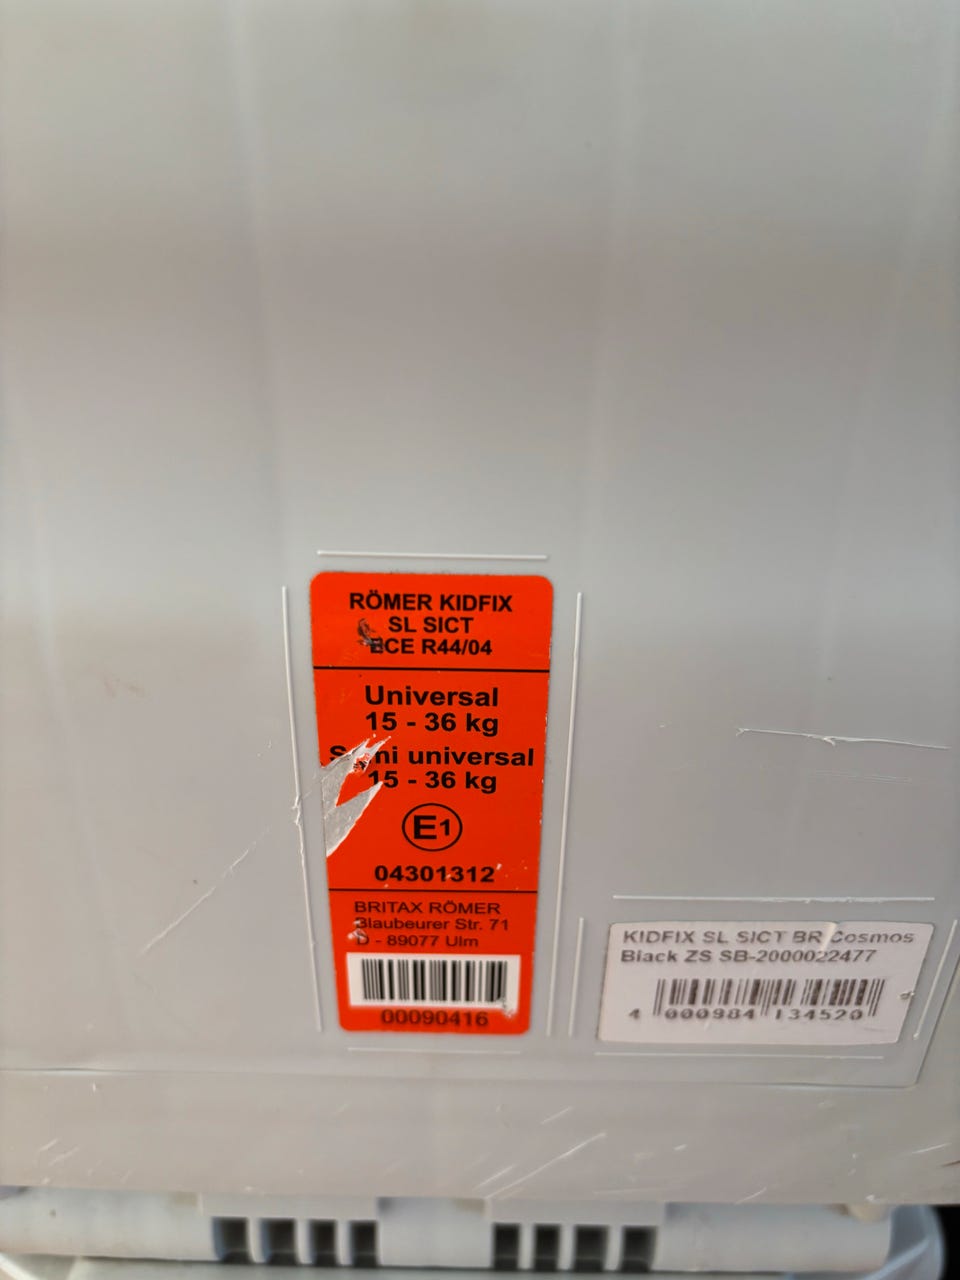 RÖMER KIDFIX
SL SICT
ECE R44/04
Universal
15 - 36 kg
Semi universal
15 - 36 kg
E1
04301312
BRITAX RÖMER
Blaubeurer Str. 71
D - 89077 Ulm
00090416
KIDFIX SL SICT BR Cosmos
Black ZS SB-2000022477
4 000984 134520